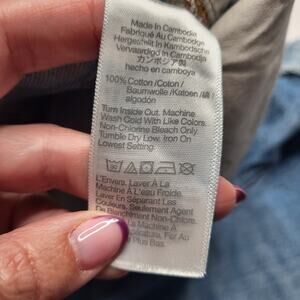 Made in Cambodia
Fabriqué Au Cambodge
Hergestellt in Kambodscha
Vervaardigd In Cambodja
カンボジア製
hecho en camboya
100% Cotton /Coton /
Baumwolle /Katoen /綿 /
algodón
Turn Inside Out. Machine
Wash Cold With Like Colors.
Non-Chlorine Bleach Only
Tumble Dry Low. Iron On
Lowest Setting.
L'Envers. Laver À La
Machine À L'eau Froide.
Laver En Séparant Les
Couleurs. Seulement Agent
De Blanchiment Non-Chlore.
Plus Bas.